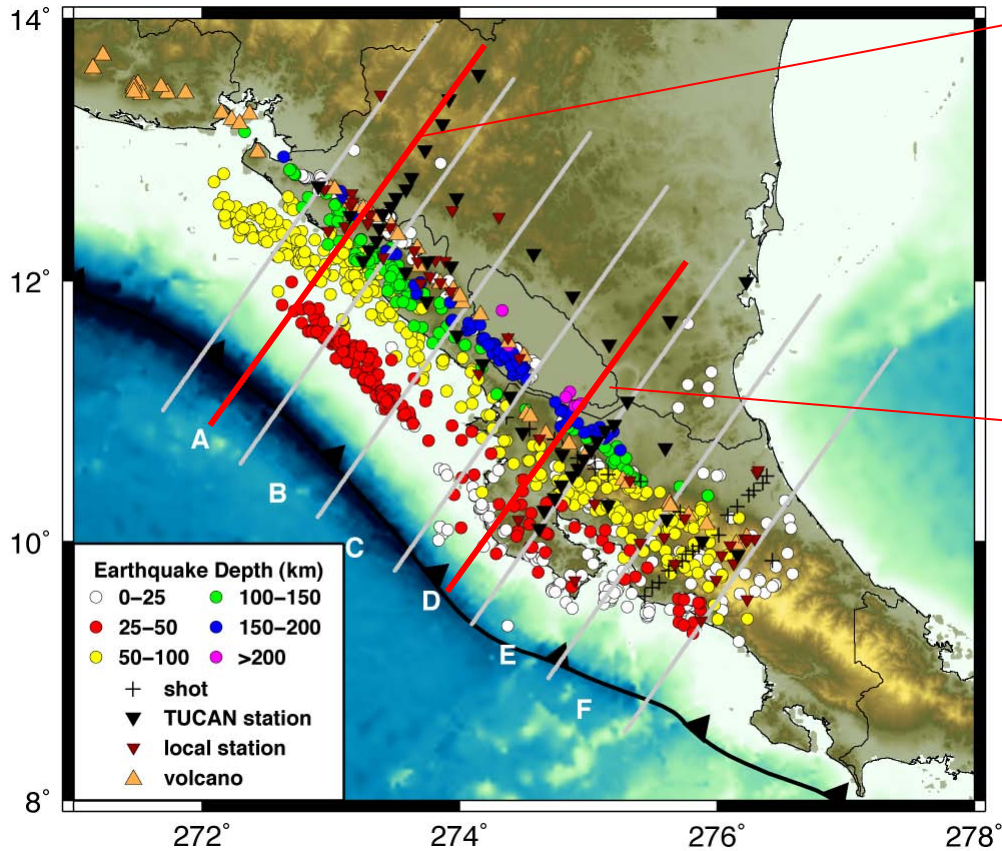 14°
12°
10°
8°
A
B
C
D
E
F
Earthquake Depth (km)
0–25 100–150
25–50 150–200
50–100 >200
shot
TUCAN station
local station
volcano
272° 274° 276° 278°